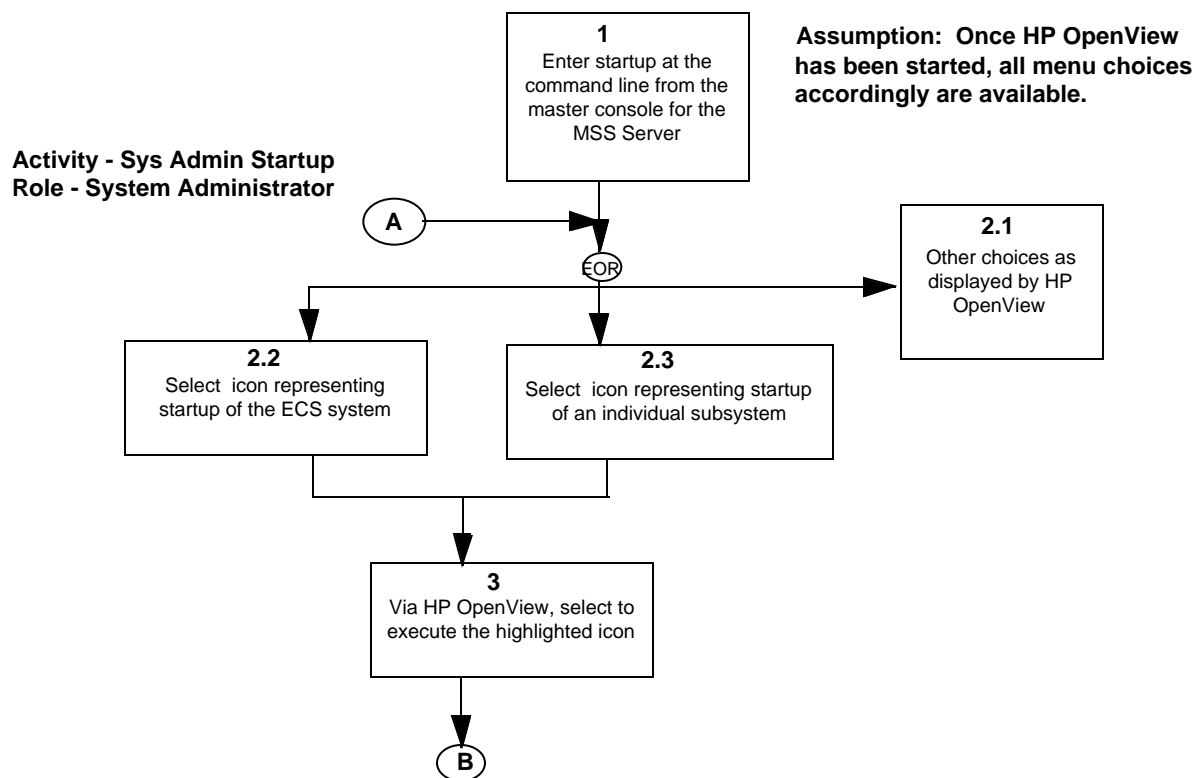 1
Enter startup at the
command line from the
master console for the
MSS Server
Assumption:  Once HP OpenView
has been started, all menu choices
accordingly are available.
Activity - Sys Admin Startup
Role - System Administrator
A
EOR
2.1
Other choices as
displayed by HP
OpenView
2.2
Select  icon representing
startup of the ECS system
2.3
Select  icon representing startup
of an individual subsystem
3
Via HP OpenView, select to
execute the highlighted icon
B